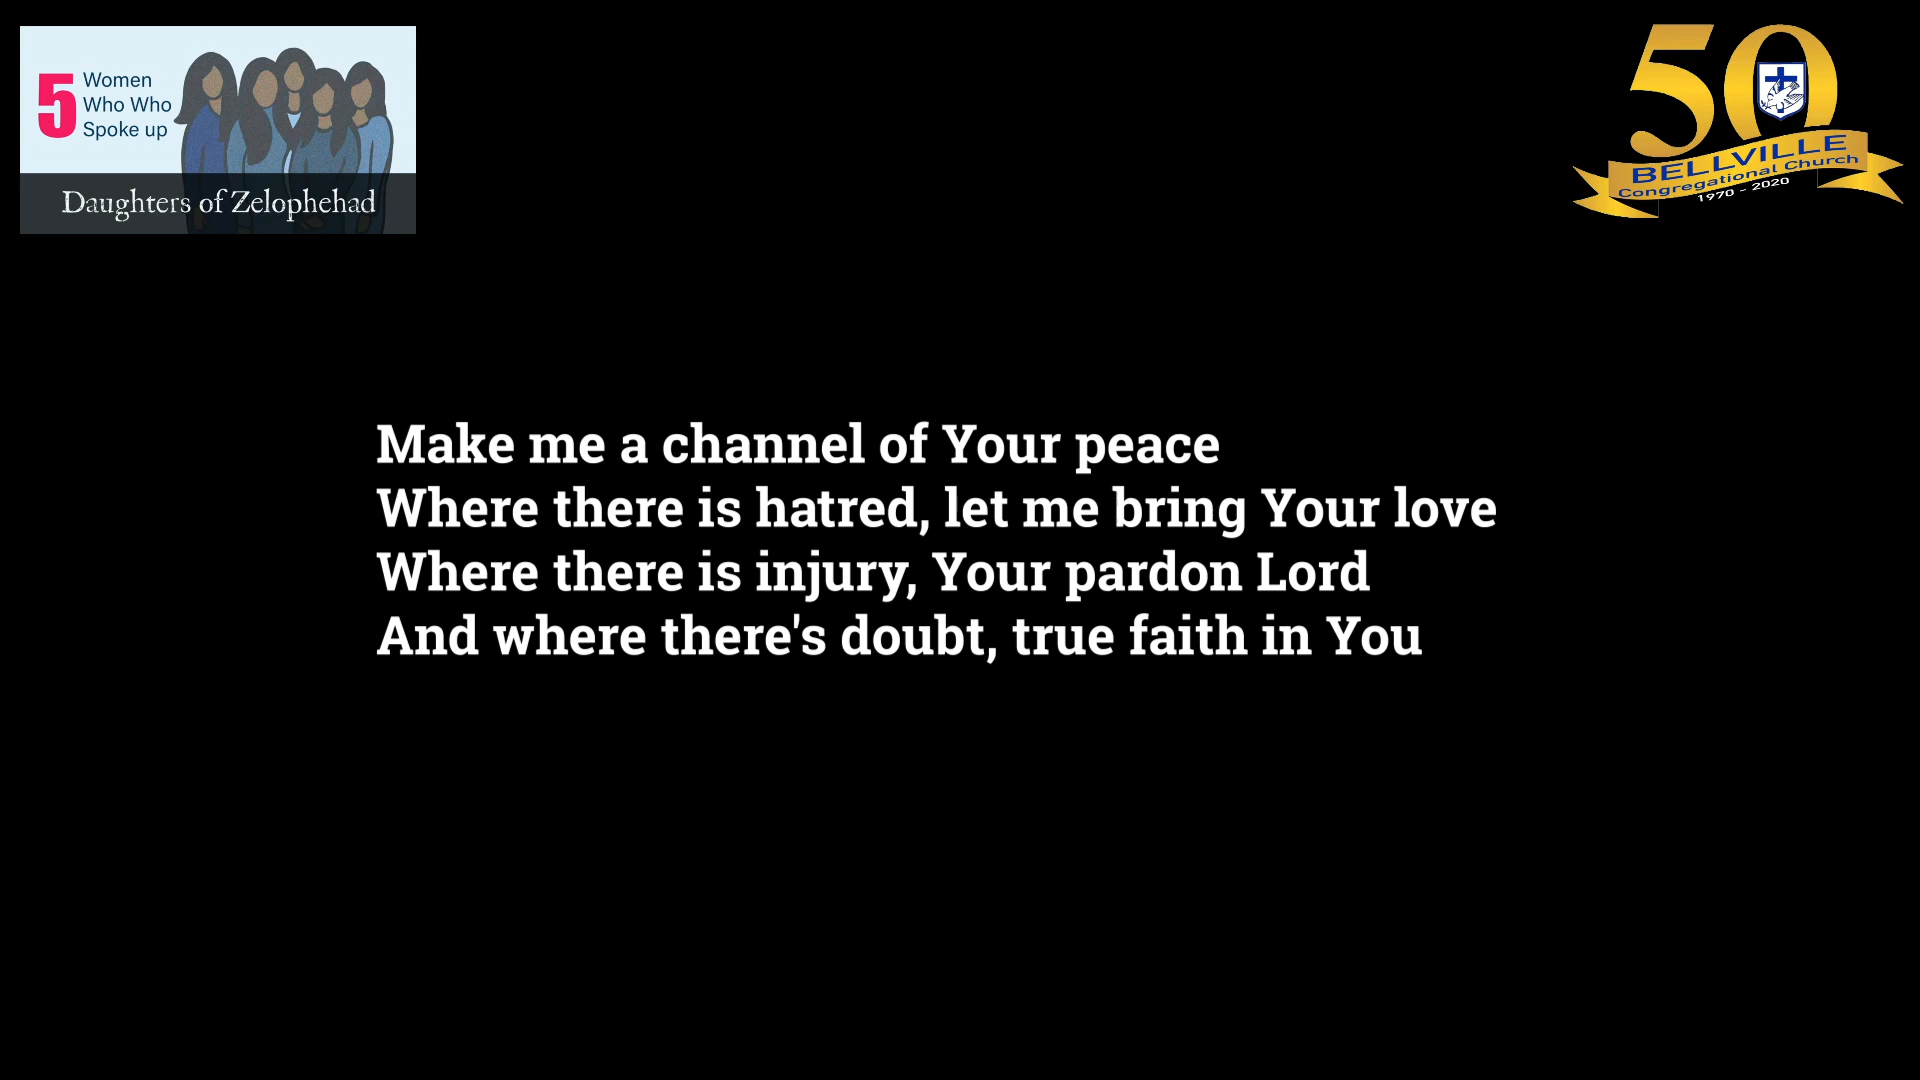 5
Women
Who Who
Spoke up
Daughters of Zelophehad
50
BELLVILLE
Congregational Church
1970 - 2020
Make me a channel of Your peace
Where there is hatred, let me bring Your love
Where there is injury, Your pardon Lord
And where there's doubt, true faith in You